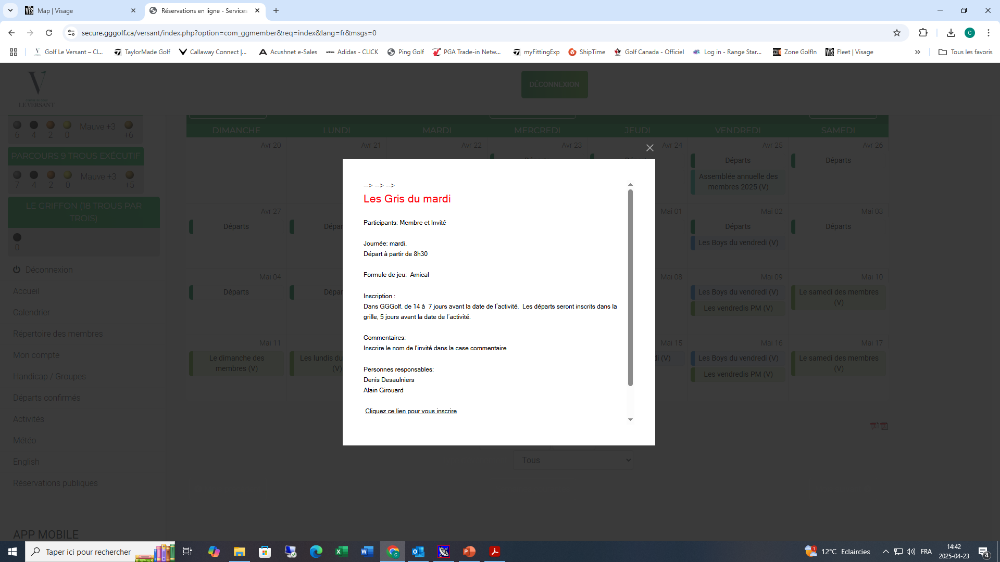 Map | Visage
Réservations en ligne - Services
secure.gggolf.ca/versant/index.php?option=com_ggmember&req=index&lang=fr&msgs=0
C
Golf Le Versant – Cl...
TaylorMade Golf
Callaway Connect |...
Acushnet e-Sales
Adidas - CLICK
Ping Golf
PGA Trade-in Netw...
myFittingExp
ShipTime
Golf Canada - Officiel
Log in - Range Star...
Zone GolfIn
Fleet | Visage
Tous les favoris
LE VERSANT
DÉCONNEXION
6 4 2 0 Mauve +3 +6
PARCOURS 9 TROUS EXÉCUTIF
7 4 2 0 Mauve +3 +5
LE GRIFFON (18 TROUS PAR
TROIS)
0
Déconnexion
Accueil
Calendrier
Répertoire des membres
Mon compte
Handicap / Groupes
Départs confirmés
Activités
Météo
English
Réservations publiques
APP MOBILE
DIMANCHE LUNDI MARDI MERCREDI JEUDI VENDREDI SAMEDI
Avr 20 Avr 21 Avr 22 Avr 23 Avr 24 Avr 25 Avr 26
Départs Départs
Assemblée annuelle des
membres 2025 (V)
Avr 27 Mai 01 Mai 02 Mai 03
Départs Dépar Départs Départs
Les Boys du vendredi (V)
Mai 04 Mai 08 Mai 09 Mai 10
Départs Dépar Les Boys du vendredi (V) Le samedi des membres
(V)
Les vendredis PM (V)
Mai 11 Mai 15 Mai 16 Mai 17
Le dimanche des
membres (V)
Les lundis du
(V)
di (V)
Les Boys du vendredi (V)
Les vendredis PM (V)
Le samedi des membres
(V)
--> --> -->
Les Gris du mardi
Participants: Membre et Invité
Journée: mardi,
Départ à partir de 8h30
Formule de jeu:  Amical
Inscription :
Dans GGGolf, de 14 à  7 jours avant la date de l'activité.  Les départs seront inscrits dans la
grille, 5 jours avant la date de l'activité.
Commentaires:
Inscrire le nom de l'invité dans la case commentaire
Personnes responsables:
Denis Desaulniers
Alain Girouard
Cliquez ce lien pour vous inscrire
Tous
Taper ici pour rechercher
12°C Eclaircies
FRA
14:42
2025-04-23
4